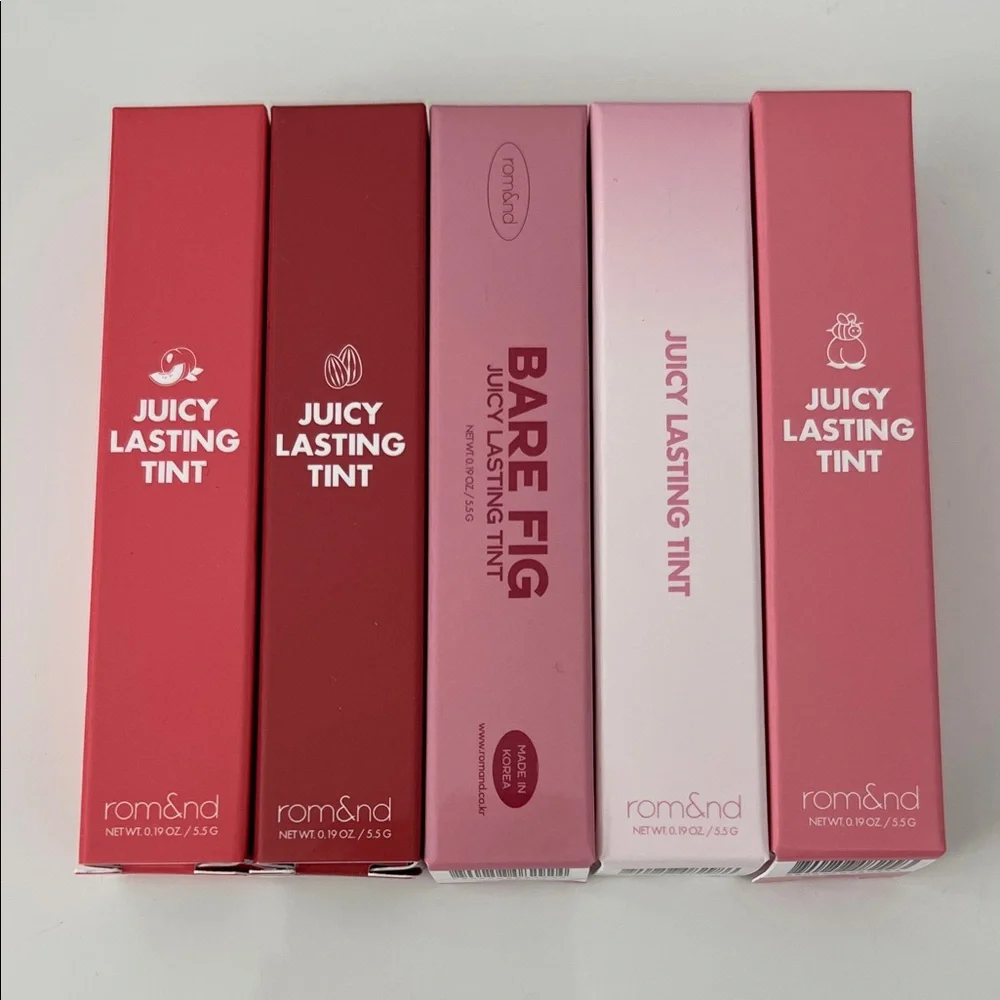 JUICY
LASTING
TINT
rom&nd
NET WT. 0.19 OZ. / 5.5 G
JUICY
LASTING
TINT
rom&nd
NET WT. 0.19 OZ. / 5.5 G
rom&nd
BARE FIG
JUICY LASTING TINT
NET WT. 0.19 OZ. / 5.5 G
MADE IN
KOREA
www.romand.co.kr
JUICY LASTING TINT
rom&nd
NET WT. 0.19 OZ. / 5.5 G
JUICY
LASTING
TINT
rom&nd
NET WT. 0.19 OZ. / 5.5 G